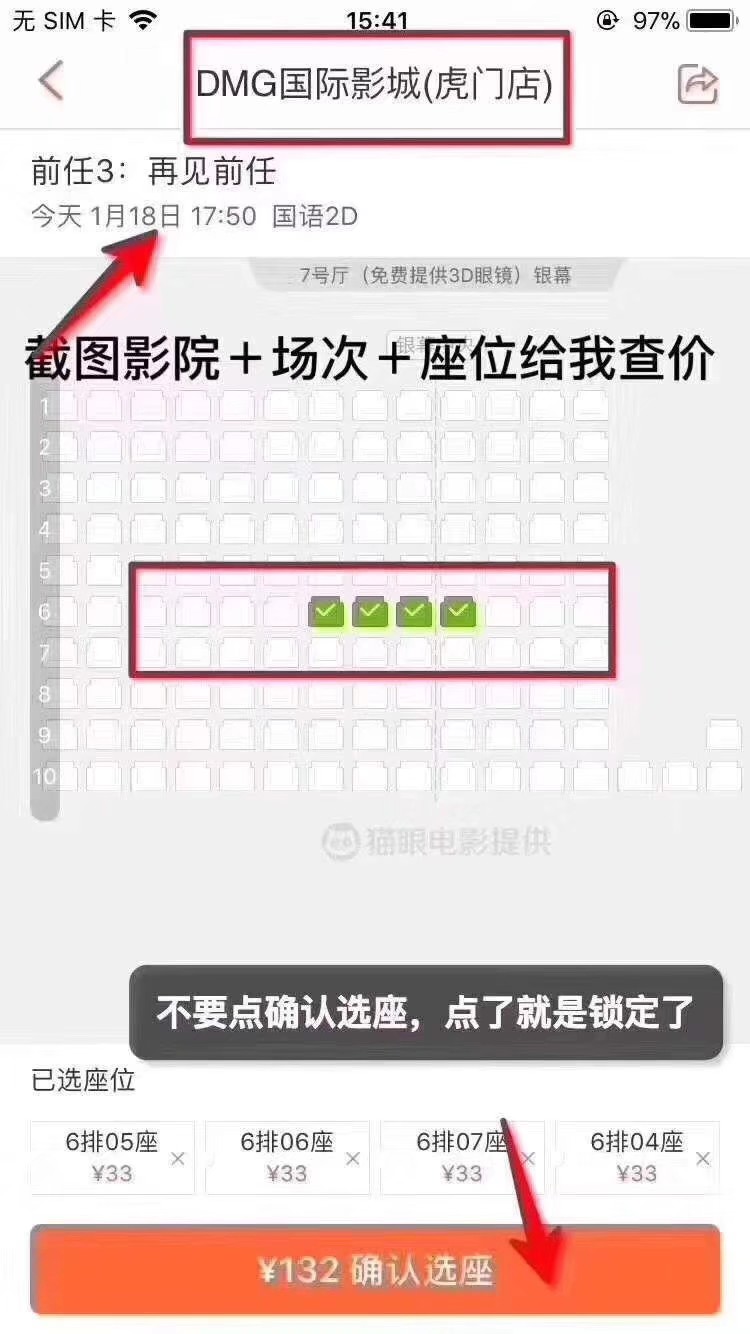 无 SIM 卡 15:41 97%
DMG国际影城(虎门店)
前任3：再见前任
今天 1月18日 17:50 国语2D
7号厅（免费提供3D眼镜）银幕
截图影院＋场次＋座位给我查价
1
2
3
4
5
6
7
8
9
10
猫眼电影提供
不要点确认选座，点了就是锁定了
已选座位
6排05座 6排06座 6排07座 6排04座
¥33 ¥33 ¥33 ¥33
¥132 确认选座